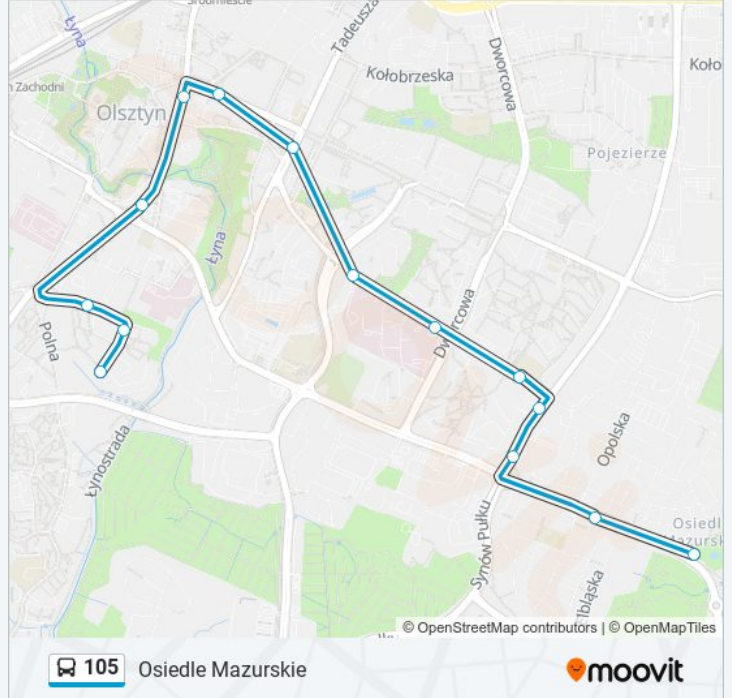 Śródmieście
Łyna
Tadeusza
Kołobrzeska
Dworcowa
Koło
n Zachodni
Olsztyn
Pojezierze
Łyna
Dworcowa
Polna
Opolska
Łynostrada
Synów Pułku
Osiedl
Mazursk
Elbląska
© OpenStreetMap contributors | © OpenMapTiles
105 Osiedle Mazurskie
moovit